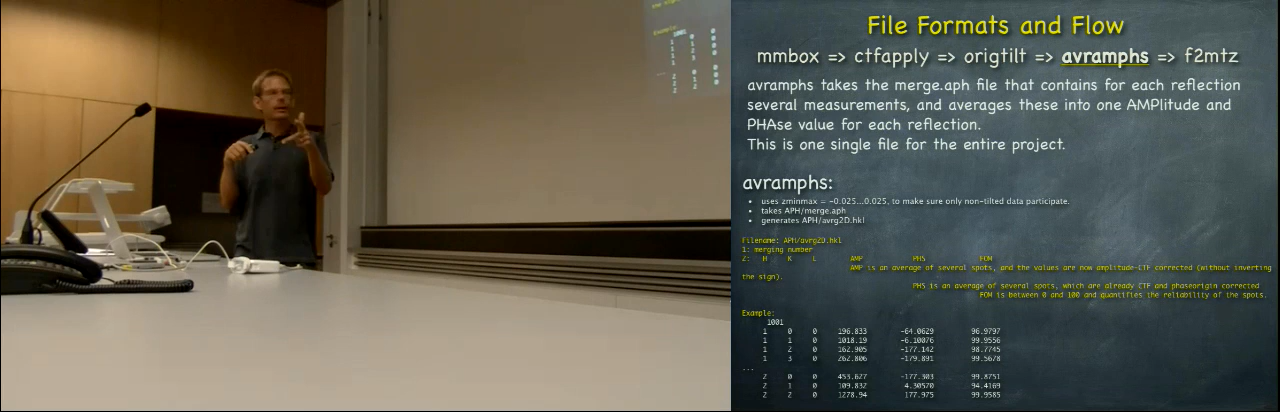 File Formats and Flow
mmbox => ctfapply => origtilt => avramphs => f2mtz
avramphs takes the merge.aph file that contains for each reflection
several measurements, and averages these into one AMPlitude and
PHAse value for each reflection.
This is one single file for the entire project.
avramphs:
• uses zminmax = -0.025...0.025, to make sure only non-tilted data participate.
• takes APH/merge.aph
• generates APH/avrg2D.hkl
Filename: APH/avrg2D.hkl
1: merging number
2: H K L AMP PHS FOM
AMP is an average of several spots, and the values are now amplitude-CTF corrected (without inverting
the sign).
PHS is an average of several spots, which are already CTF and phaseorigin corrected
FOM is between 0 and 100 and quantifies the reliability of the spots.
Example:
1001
1 0 0 196.833 -64.0629 96.9797
1 1 0 1018.19 -6.10076 99.9556
1 2 0 162.905 -177.142 98.7745
1 3 0 262.806 -179.891 99.5678
...
2 0 0 453.627 -177.303 99.8751
2 1 0 109.832 4.30570 94.4169
2 2 0 1278.94 177.975 99.9585